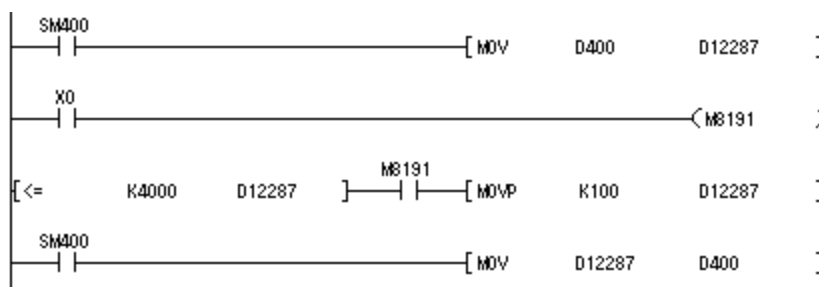 SM400
[ MOV D400 D12287 ]
X0
( M8191 )
M8191
[ <= K4000 D12287 ] [ MOVP K100 D12287 ]
SM400
[ MOV D12287 D400 ]